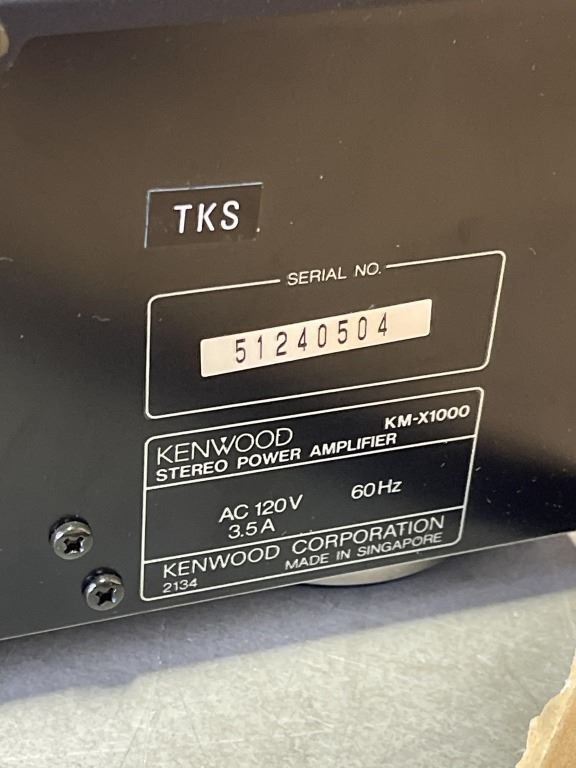 TKS
SERIAL NO.
51240504
KENWOOD KM-X1000
STEREO POWER AMPLIFIER
AC 120V 60Hz
3.5A
KENWOOD CORPORATION
2134 MADE IN SINGAPORE